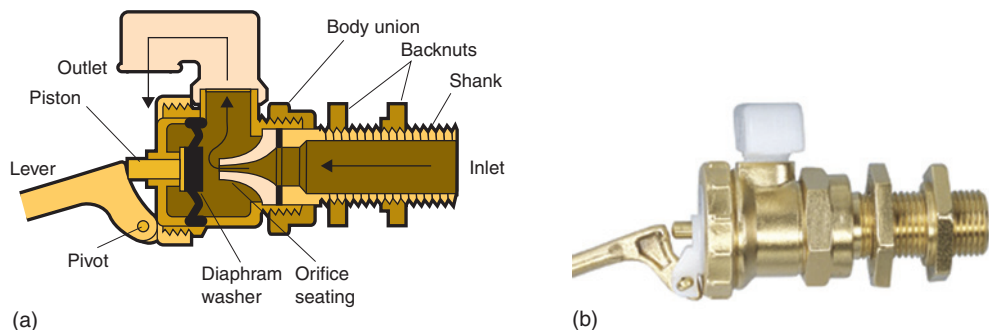 Body union
Backnuts
Shank
Outlet
Piston
Lever
Inlet
Pivot
Diaphram
washer
Orifice
seating
(a)
(b)